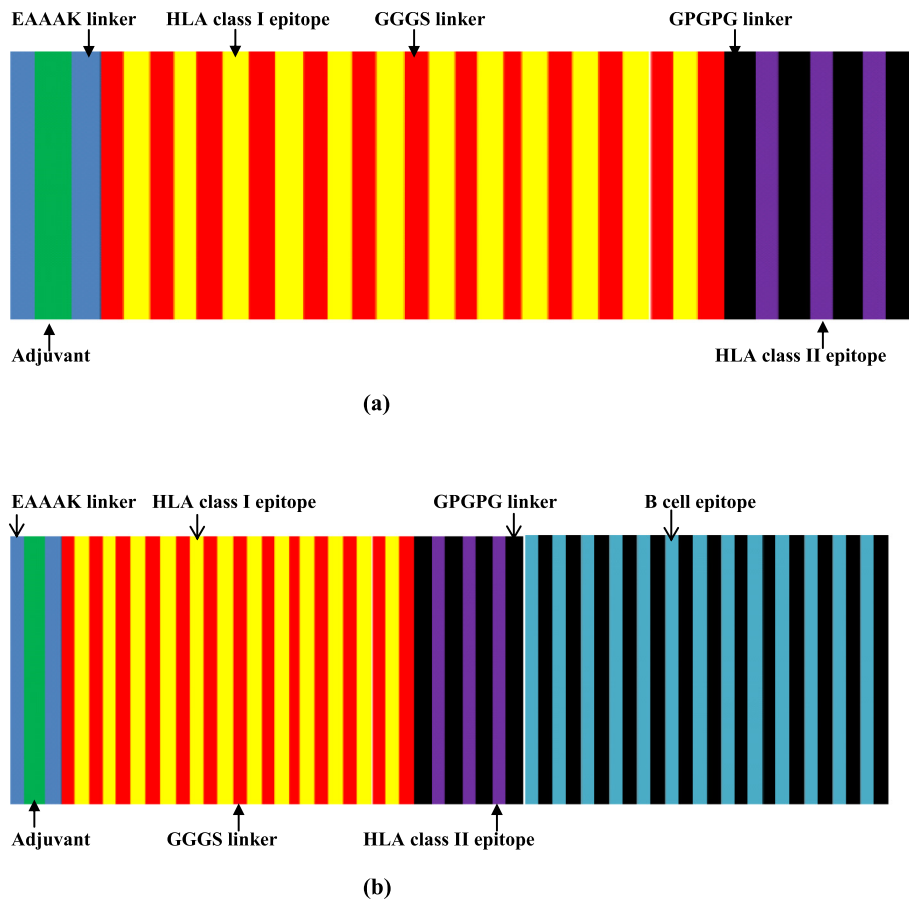 EAAAK linker HLA class I epitope GGGS linker GPGPG linker
Adjuvant HLA class II epitope
(a)
EAAAK linker HLA class I epitope GPGPG linker B cell epitope
Adjuvant GGGS linker HLA class II epitope
(b)